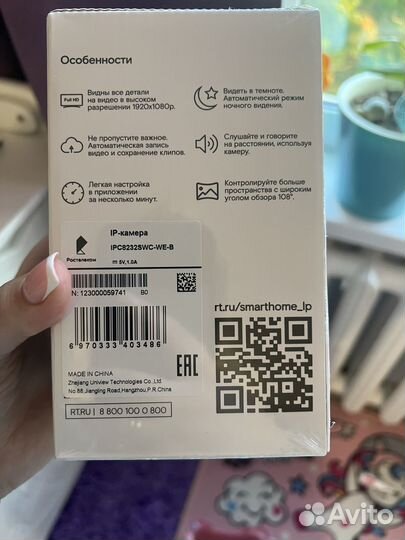 Особенности
Full HD
Видны все детали
на видео в высоком
разрешении 1920x1080p.
Видеть в темноте.
Автоматический режим
ночного видения.
Не пропустите важное.
Автоматическая запись
видео и сохранение клипов.
Слушайте и говорите
на расстоянии, используя
камеру.
Легкая настройка
в приложении
за несколько минут.
Контролируйте больше
пространства с широким
углом обзора 108°.
Ростелеком
IP-камера
IPC8232SWC-WE-B
5V,1.0A
N: 123000059741 B0
6 970333 403486
EAC
MADE IN CHINA
Zhejiang Uniview Technologies Co.,Ltd.
No.88,Jiangling Road,Hangzhou,P.R.China
RT.RU | 8 800 100 0 800
rt.ru/smarthome_lp
Avito